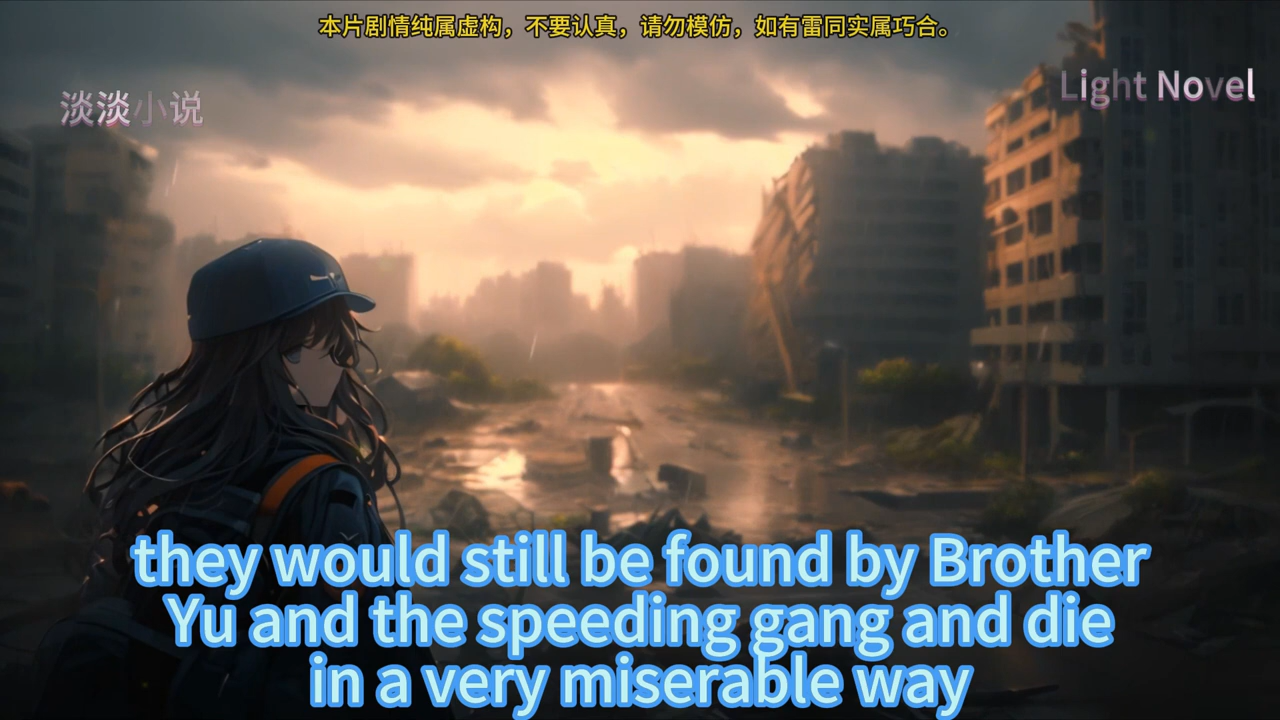 本片剧情纯属虚构，不要认真，请勿模仿，如有雷同实属巧合。
淡淡小说
Light Novel
they would still be found by Brother
Yu and the speeding gang and die
in a very miserable way